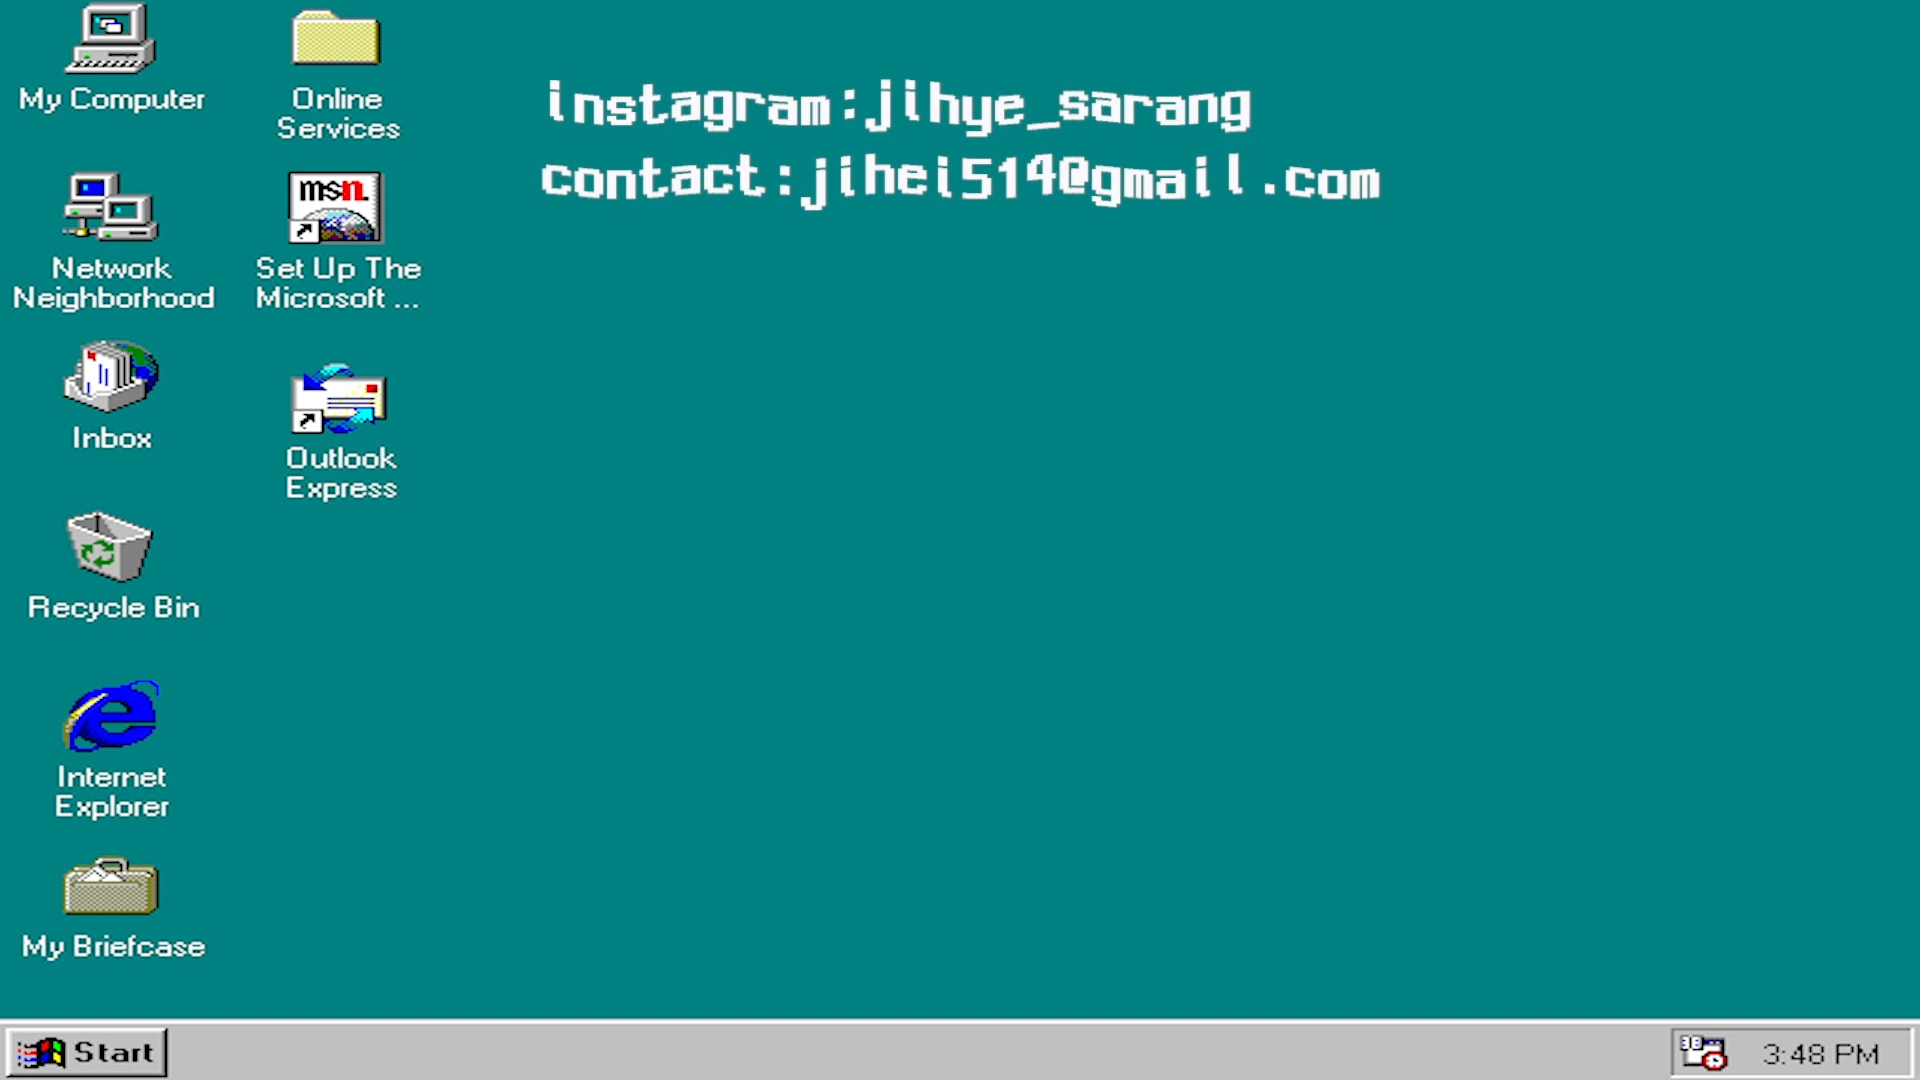 My Computer
Online
Services
instagram:jihye_sarang
contact:jihei514@gmail.com
msn
Network
Neighborhood
Set Up The
Microsoft ...
Inbox
Outlook
Express
Recycle Bin
Internet
Explorer
My Briefcase
Start
3:48 PM